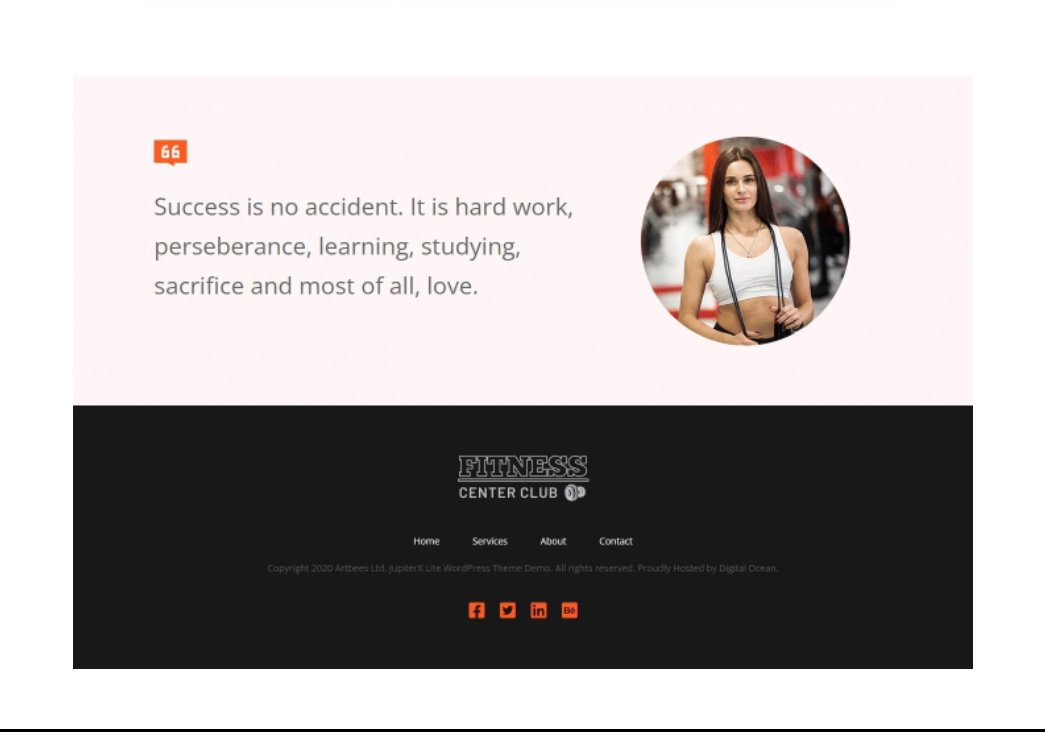 Success is no accident. It is hard work,
perseberance, learning, studying,
sacrifice and most of all, love.
FITNESS
CENTER CLUB
Home Services About Contact
Copyright 2020 Artbees Ltd. JupiterX Lite WordPress Theme Demo. All rights reserved. Proudly Hosted by Digital Ocean.